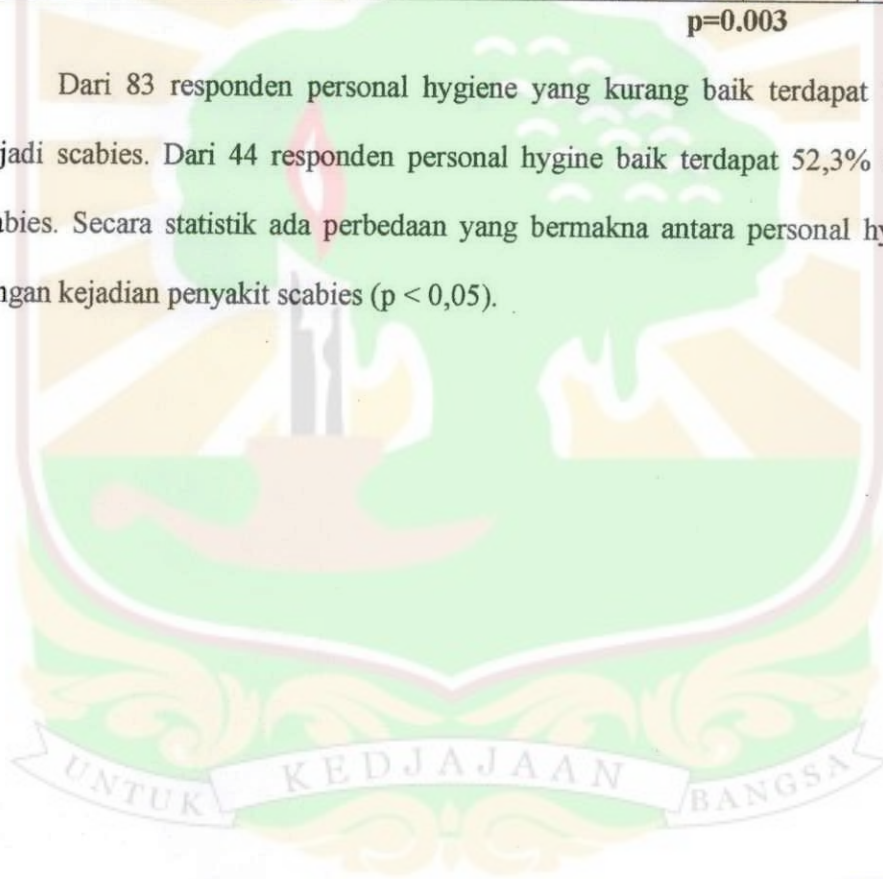 p=0.003
Dari 83 responden personal hygiene yang kurang baik terdapat
jadi scabies. Dari 44 responden personal hygine baik terdapat 52,3%
bies. Secara statistik ada perbedaan yang bermakna antara personal hy
ngan kejadian penyakit scabies (p < 0,05).
UNTUK KEDJAJAAN BANGSA